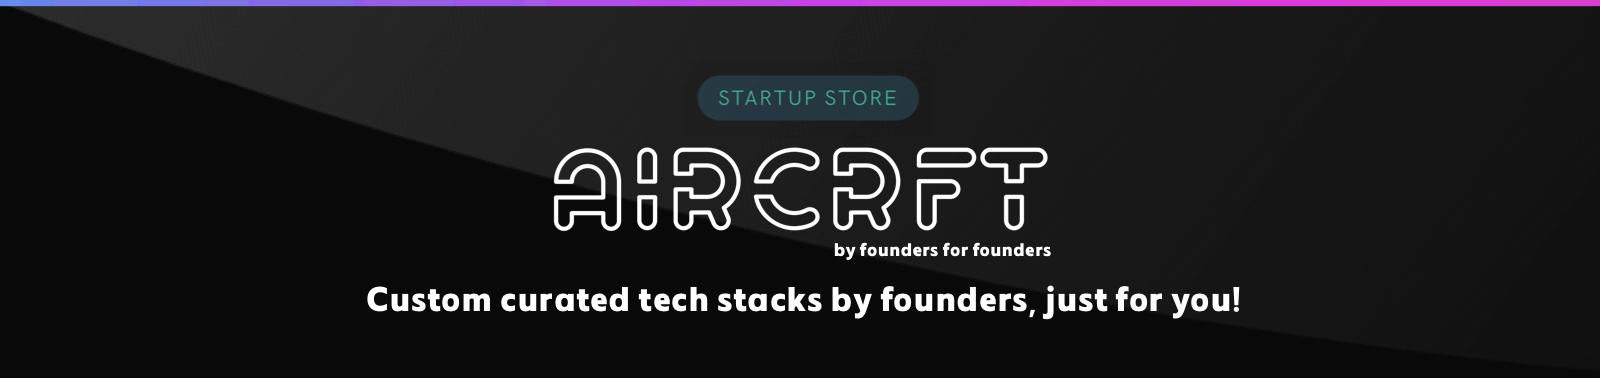 STARTUP STORE
AIRCRFT
by founders for founders
Custom curated tech stacks by founders, just for you!